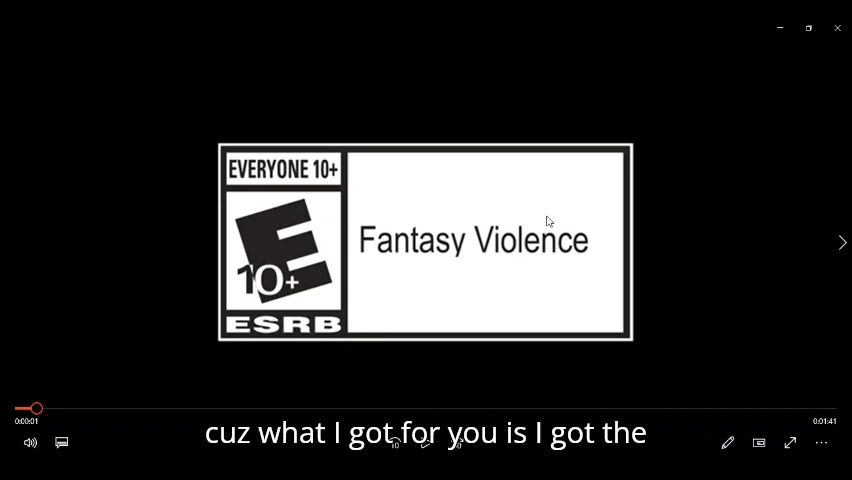 EVERYONE 10+
E
10+
ESRB
Fantasy Violence
0:00:01
0:01:41
cuz what I got for you is I got the